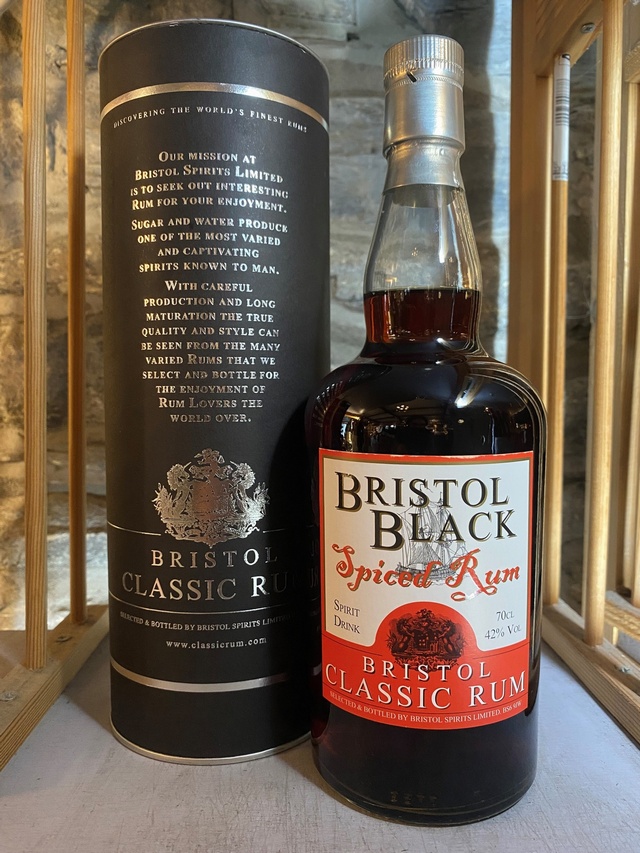 DISCOVERING THE WORLD'S FINEST RUMS
OUR MISSION AT
BRISTOL SPIRITS LIMITED
IS TO SEEK OUT INTERESTING
RUM FOR YOUR ENJOYMENT.
SUGAR AND WATER PRODUCE
ONE OF THE MOST VARIED
AND CAPTIVATING
SPIRITS KNOWN TO MAN.
WITH CAREFUL
PRODUCTION AND LONG
MATURATION THE TRUE
QUALITY AND STYLE CAN
BE SEEN FROM THE MANY
VARIED RUMS THAT WE
SELECT AND BOTTLE FOR
THE ENJOYMENT OF
RUM LOVERS THE
WORLD OVER.
BRISTOL
CLASSIC RU
SELECTED & BOTTLED BY BRISTOL SPIRITS LIMITE
www.classicrum.com
BRISTOL
BLACK
Spiced Rum
SPIRIT
DRINK
70CL
42% VOL
BRISTOL
CLASSIC RUM
SELECTED & BOTTLED BY BRISTOL SPIRITS LIMITED,